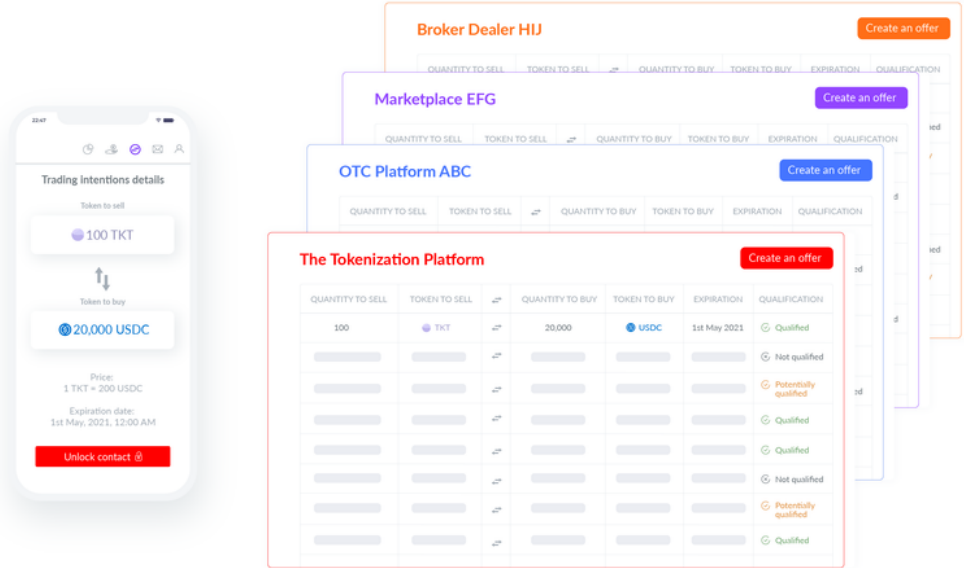 22:47
Trading intentions details
Token to sell
100 TKT
Token to buy
20,000 USDC
Price:
1 TKT = 200 USDC
Expiration date:
1st May, 2021, 12:00 AM
Unlock contact
Broker Dealer HIJ
Create an offer
QUANTITY TO SELL TOKEN TO SELL QUANTITY TO BUY TOKEN TO BUY EXPIRATION QUALIFICATION
Marketplace EFG
Create an offer
QUANTITY TO SELL TOKEN TO SELL QUANTITY TO BUY TOKEN TO BUY EXPIRATION QUALIFICATION
OTC Platform ABC
Create an offer
QUANTITY TO SELL TOKEN TO SELL QUANTITY TO BUY TOKEN TO BUY EXPIRATION QUALIFICATION
The Tokenization Platform
Create an offer
QUANTITY TO SELL TOKEN TO SELL QUANTITY TO BUY TOKEN TO BUY EXPIRATION QUALIFICATION
100 TKT 20,000 USDC 1st May 2021 Qualified
Not qualified
Potentially
qualified
Qualified
Qualified
Not qualified
Potentially
qualified
Qualified